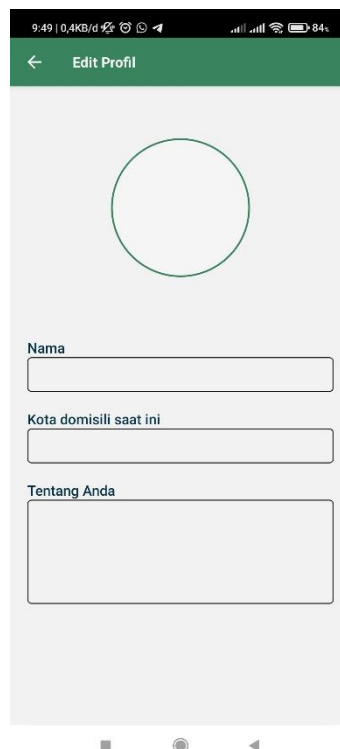 9:49 | 0,4KB/d 84%
Edit Profil
Nama
Kota domisili saat ini
Tentang Anda